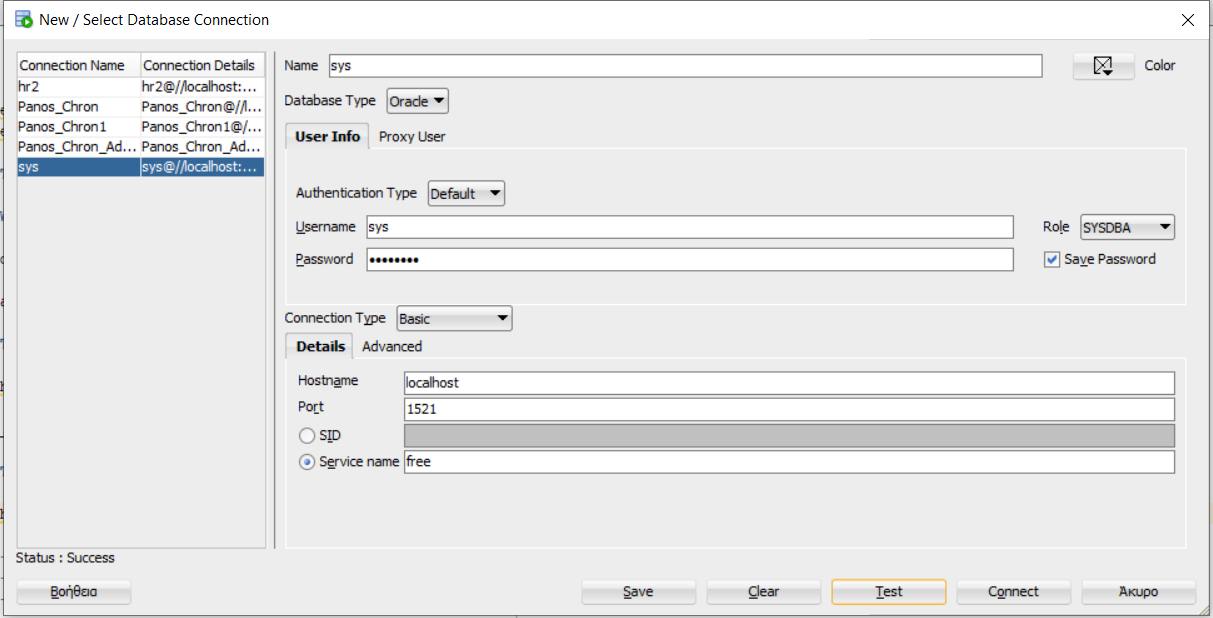 New / Select Database Connection
Connection Name Connection Details
hr2 hr2@//localhost:...
Panos_Chron Panos_Chron@//l...
Panos_Chron1 Panos_Chron1@/...
Panos_Chron_Ad... Panos_Chron_Ad...
sys sys@//localhost:...
Name sys Color
Database Type Oracle
User Info Proxy User
Authentication Type Default
Username sys Role SYSDBA
Password •••••••• Save Password
Connection Type Basic
Details Advanced
Hostname localhost
Port 1521
SID
Service name free
Status : Success
Βοήθεια Save Clear Test Connect Άκυρο